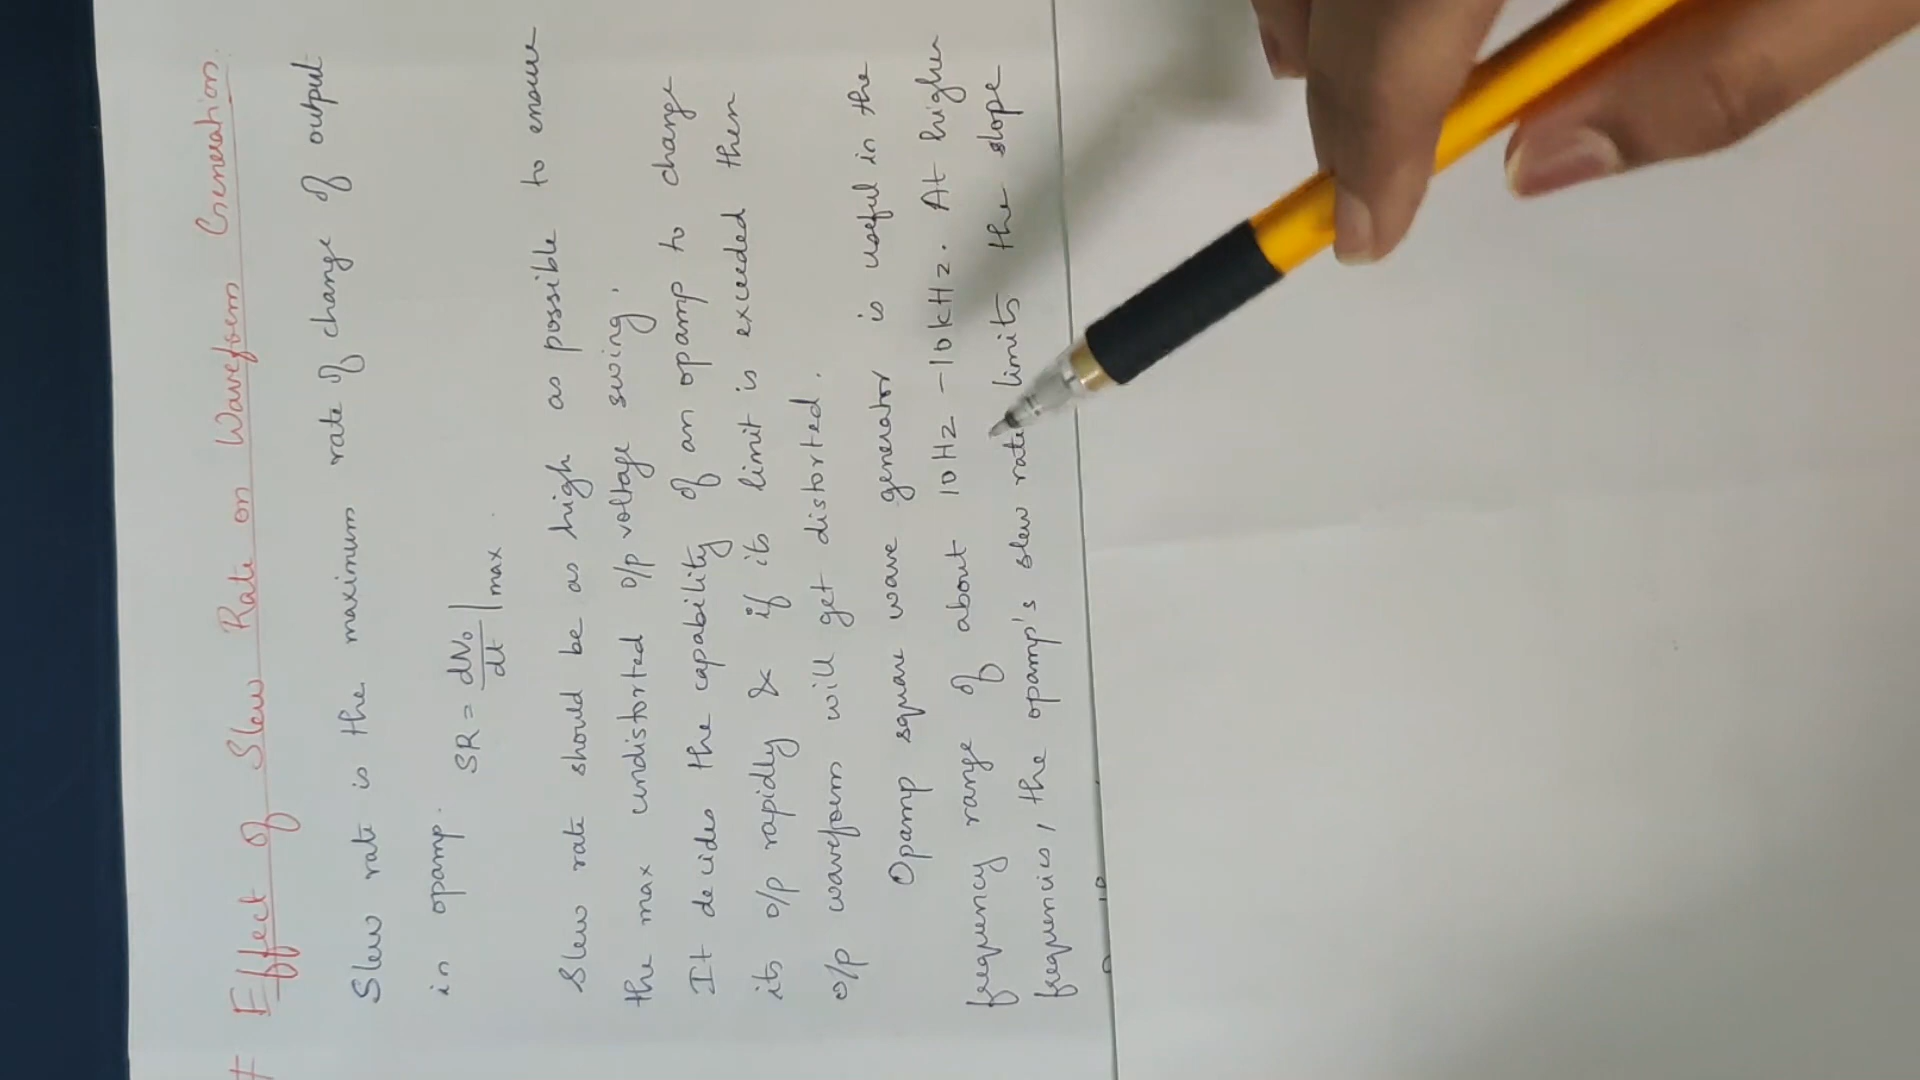 # Effect of Slew Rate on Waveform Generation.
Slew rate is the maximum rate of change of output
in opamp. SR = dVo/dt |max.
Slew rate should be as high as possible to ensure
the max undistorted o/p voltage swing.
It decides the capability of an opamp to change
its o/p rapidly & if its limit is exceeded then
o/p waveform will get distorted.
Opamp square wave generator is useful in the
frequency range of about 10Hz - 10kHz. At higher
frequencies, the opamp's slew rate limits the slope